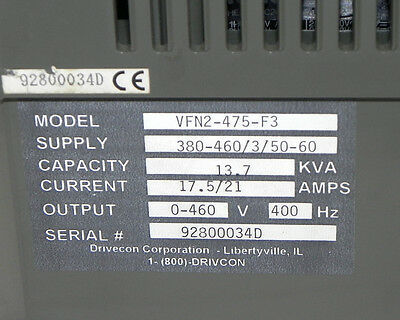 92800034D CE
MODEL VFN2-475-F3
SUPPLY 380-460/3/50-60
CAPACITY 13.7 KVA
CURRENT 17.5/21 AMPS
OUTPUT 0-460 V 400 Hz
SERIAL # 92800034D
Drivecon Corporation - Libertyville, IL
1- (800)-DRIVCON